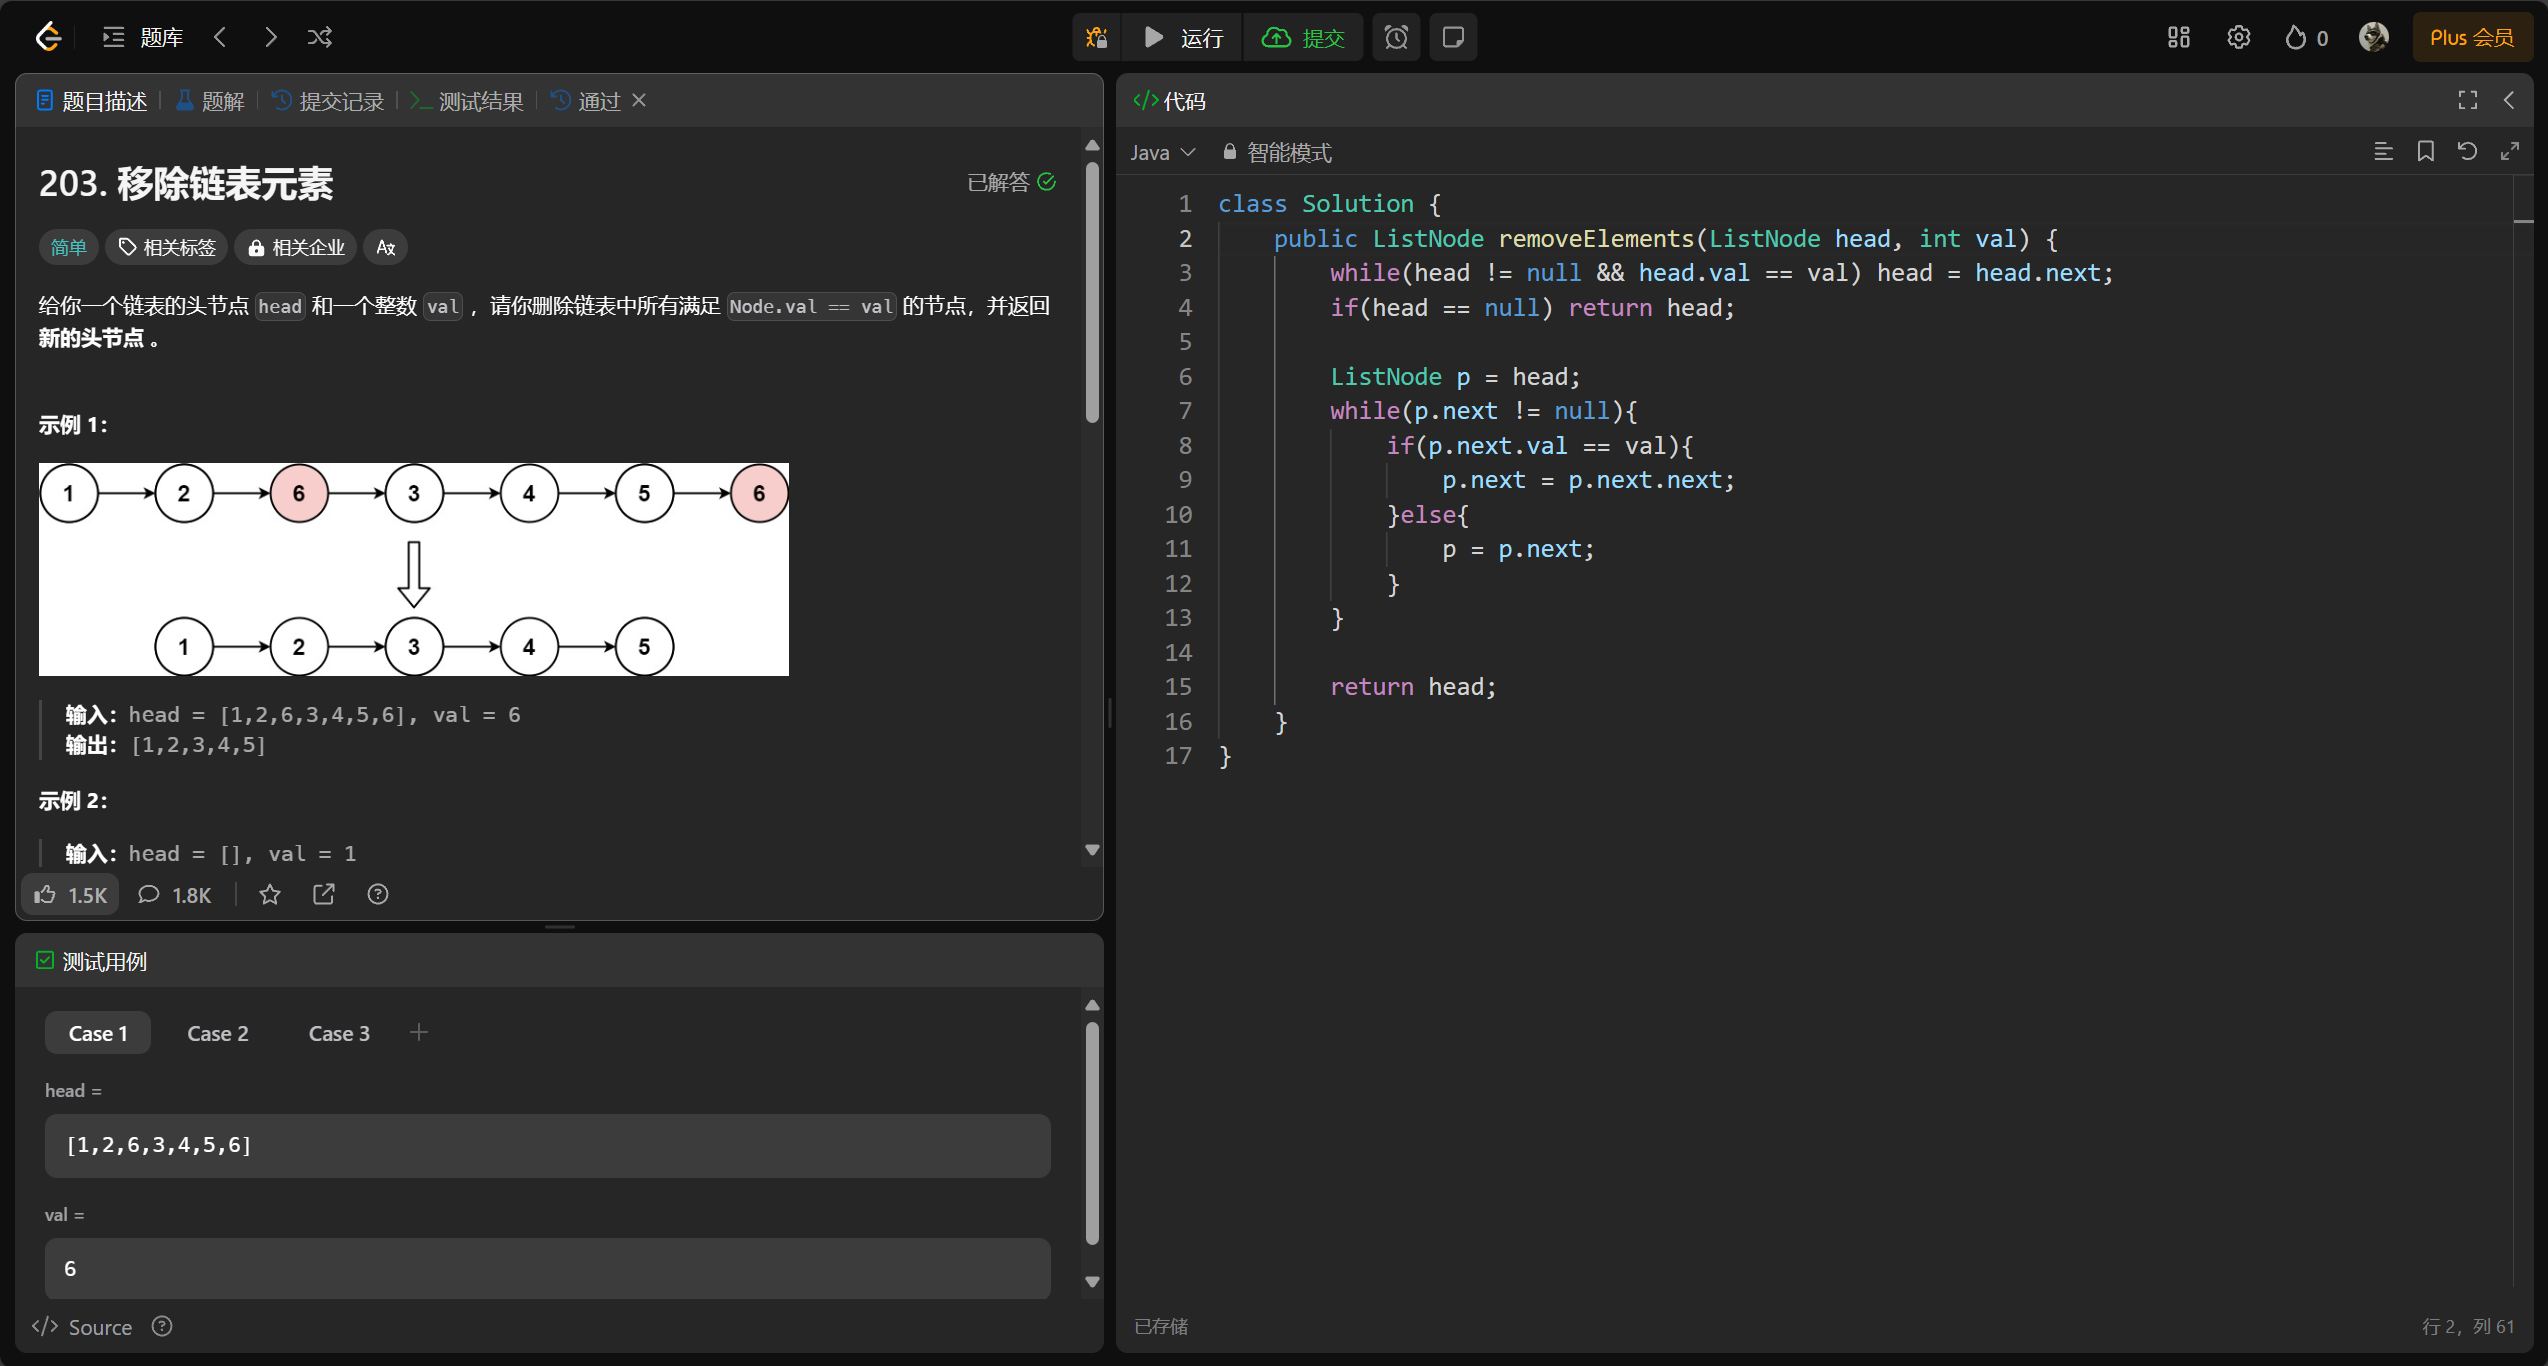 题库
运行
提交
0
Plus 会员
题目描述
题解
提交记录
测试结果
通过
203. 移除链表元素
已解答
简单
相关标签
相关企业
给你一个链表的头节点 head 和一个整数 val ，请你删除链表中所有满足 Node.val == val 的节点，并返回
新的头节点 。
示例 1：
1 2 6 3 4 5 6
1 2 3 4 5
输入：head = [1,2,6,3,4,5,6], val = 6
输出：[1,2,3,4,5]
示例 2：
输入：head = [], val = 1
1.5K
1.8K
测试用例
Case 1
Case 2
Case 3
head =
[1,2,6,3,4,5,6]
val =
6
</> Source
</> 代码
Java
智能模式
1 class Solution {
2     public ListNode removeElements(ListNode head, int val) {
3         while(head != null && head.val == val) head = head.next;
4         if(head == null) return head;
5
6         ListNode p = head;
7         while(p.next != null){
8             if(p.next.val == val){
9                 p.next = p.next.next;
10             }else{
11                 p = p.next;
12             }
13         }
14
15         return head;
16     }
17 }
已存储
行 2，列 61